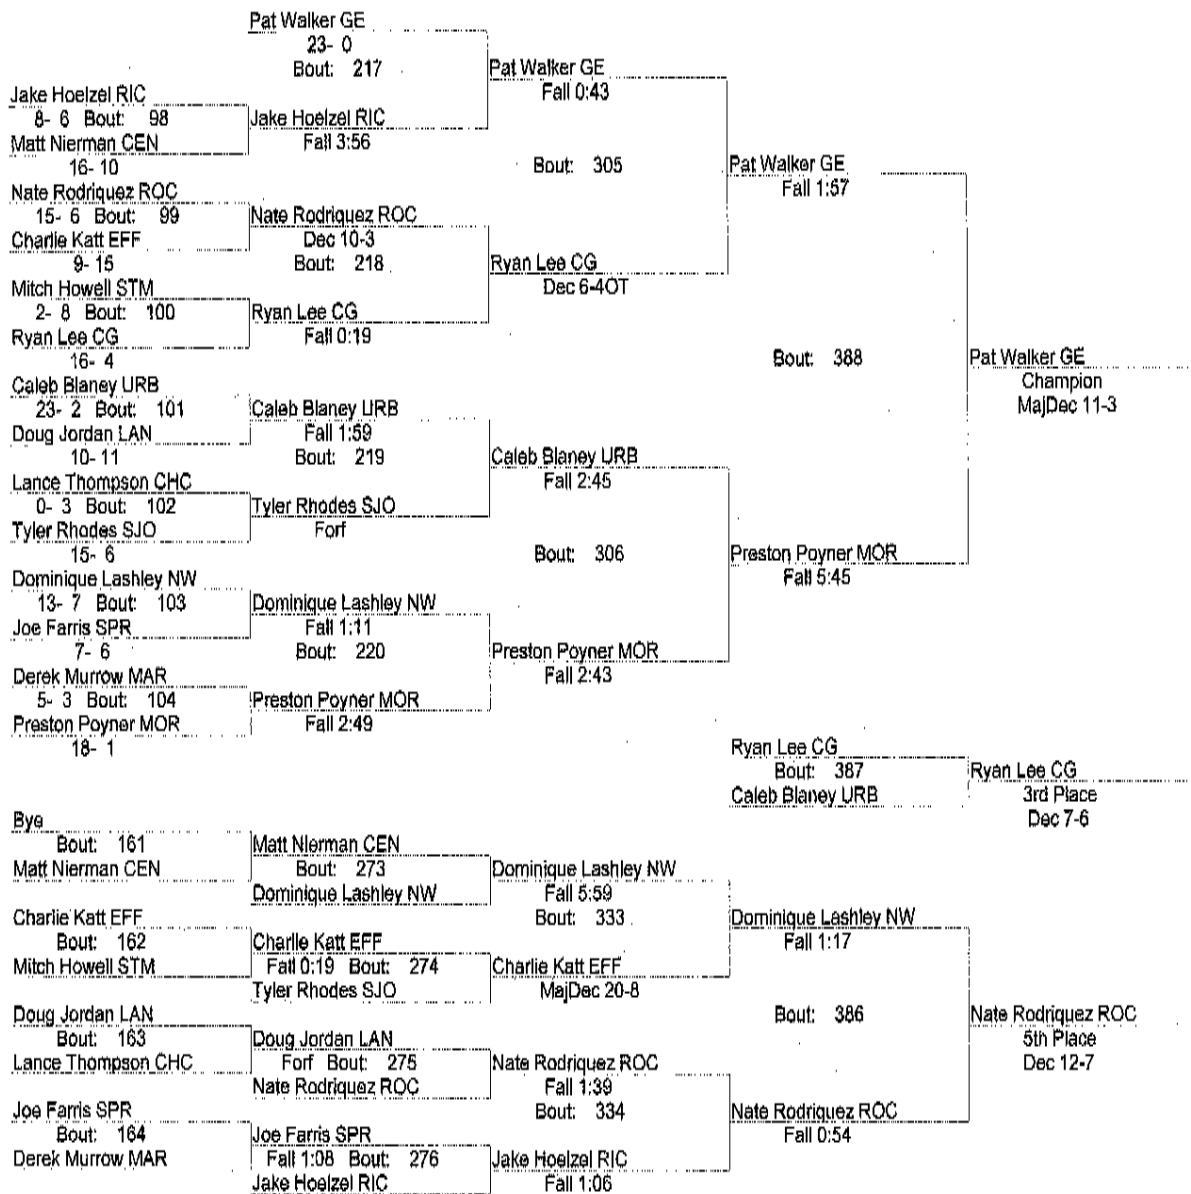 Pat Walker GE
23- 0
Bout: 217
Pat Walker GE
Fall 0:43
Jake Hoelzel RIC
8- 6 Bout: 98
Jake Hoelzel RIC
Matt Nierman CEN
Fall 3:56
16- 10
Bout: 305
Pat Walker GE
Fall 1:57
Nate Rodriquez ROC
15- 6 Bout: 99
Nate Rodriquez ROC
Charlie Katt EFF
Dec 10-3
9- 15
Bout: 218
Ryan Lee CG
Dec 6-4OT
Mitch Howell STM
2- 8 Bout: 100
Ryan Lee CG
Ryan Lee CG
Fall 0:19
16- 4
Bout: 388
Pat Walker GE
Champion
MajDec 11-3
Caleb Blaney URB
23- 2 Bout: 101
Caleb Blaney URB
Doug Jordan LAN
Fall 1:59
10- 11
Bout: 219
Caleb Blaney URB
Fall 2:45
Lance Thompson CHC
0- 3 Bout: 102
Tyler Rhodes SJO
Tyler Rhodes SJO
Forf
15- 6
Bout: 306
Preston Poyner MOR
Fall 5:45
Dominique Lashley NW
13- 7 Bout: 103
Dominique Lashley NW
Joe Farris SPR
Fall 1:11
7- 6
Bout: 220
Preston Poyner MOR
Fall 2:43
Derek Murrow MAR
5- 3 Bout: 104
Preston Poyner MOR
Preston Poyner MOR
Fall 2:49
18- 1
Ryan Lee CG
Bout: 387
Ryan Lee CG
Caleb Blaney URB
3rd Place
Dec 7-6
Bye
Bout: 161
Matt Nierman CEN
Matt Nierman CEN
Bout: 273
Dominique Lashley NW
Dominique Lashley NW
Fall 5:59
Bout: 333
Dominique Lashley NW
Fall 1:17
Charlie Katt EFF
Bout: 162
Charlie Katt EFF
Mitch Howell STM
Fall 0:19 Bout: 274
Charlie Katt EFF
Tyler Rhodes SJO
MajDec 20-8
Bout: 386
Nate Rodriquez ROC
5th Place
Dec 12-7
Doug Jordan LAN
Bout: 163
Doug Jordan LAN
Lance Thompson CHC
Forf Bout: 275
Nate Rodriquez ROC
Nate Rodriquez ROC
Fall 1:39
Bout: 334
Nate Rodriquez ROC
Fall 0:54
Joe Farris SPR
Bout: 164
Joe Farris SPR
Derek Murrow MAR
Fall 1:08 Bout: 276
Jake Hoelzel RIC
Jake Hoelzel RIC
Fall 1:06